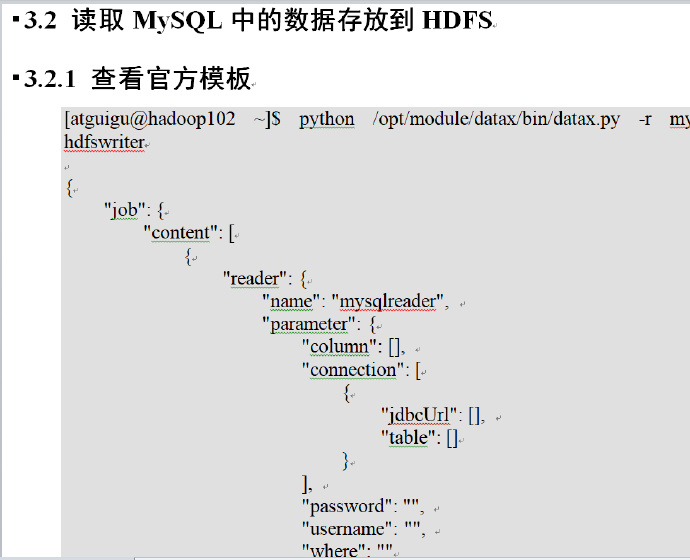 3.2 读取 MySQL 中的数据存放到 HDFS
3.2.1 查看官方模板
[atguigu@hadoop102 ~]$ python /opt/module/datax/bin/datax.py -r my
hdfswriter
{
"job": {
"content": [
{
"reader": {
"name": "mysqlreader",
"parameter": {
"column": [],
"connection": [
{
"jdbcUrl": [],
"table": []
}
],
"password": "",
"username": "",
"where": ""